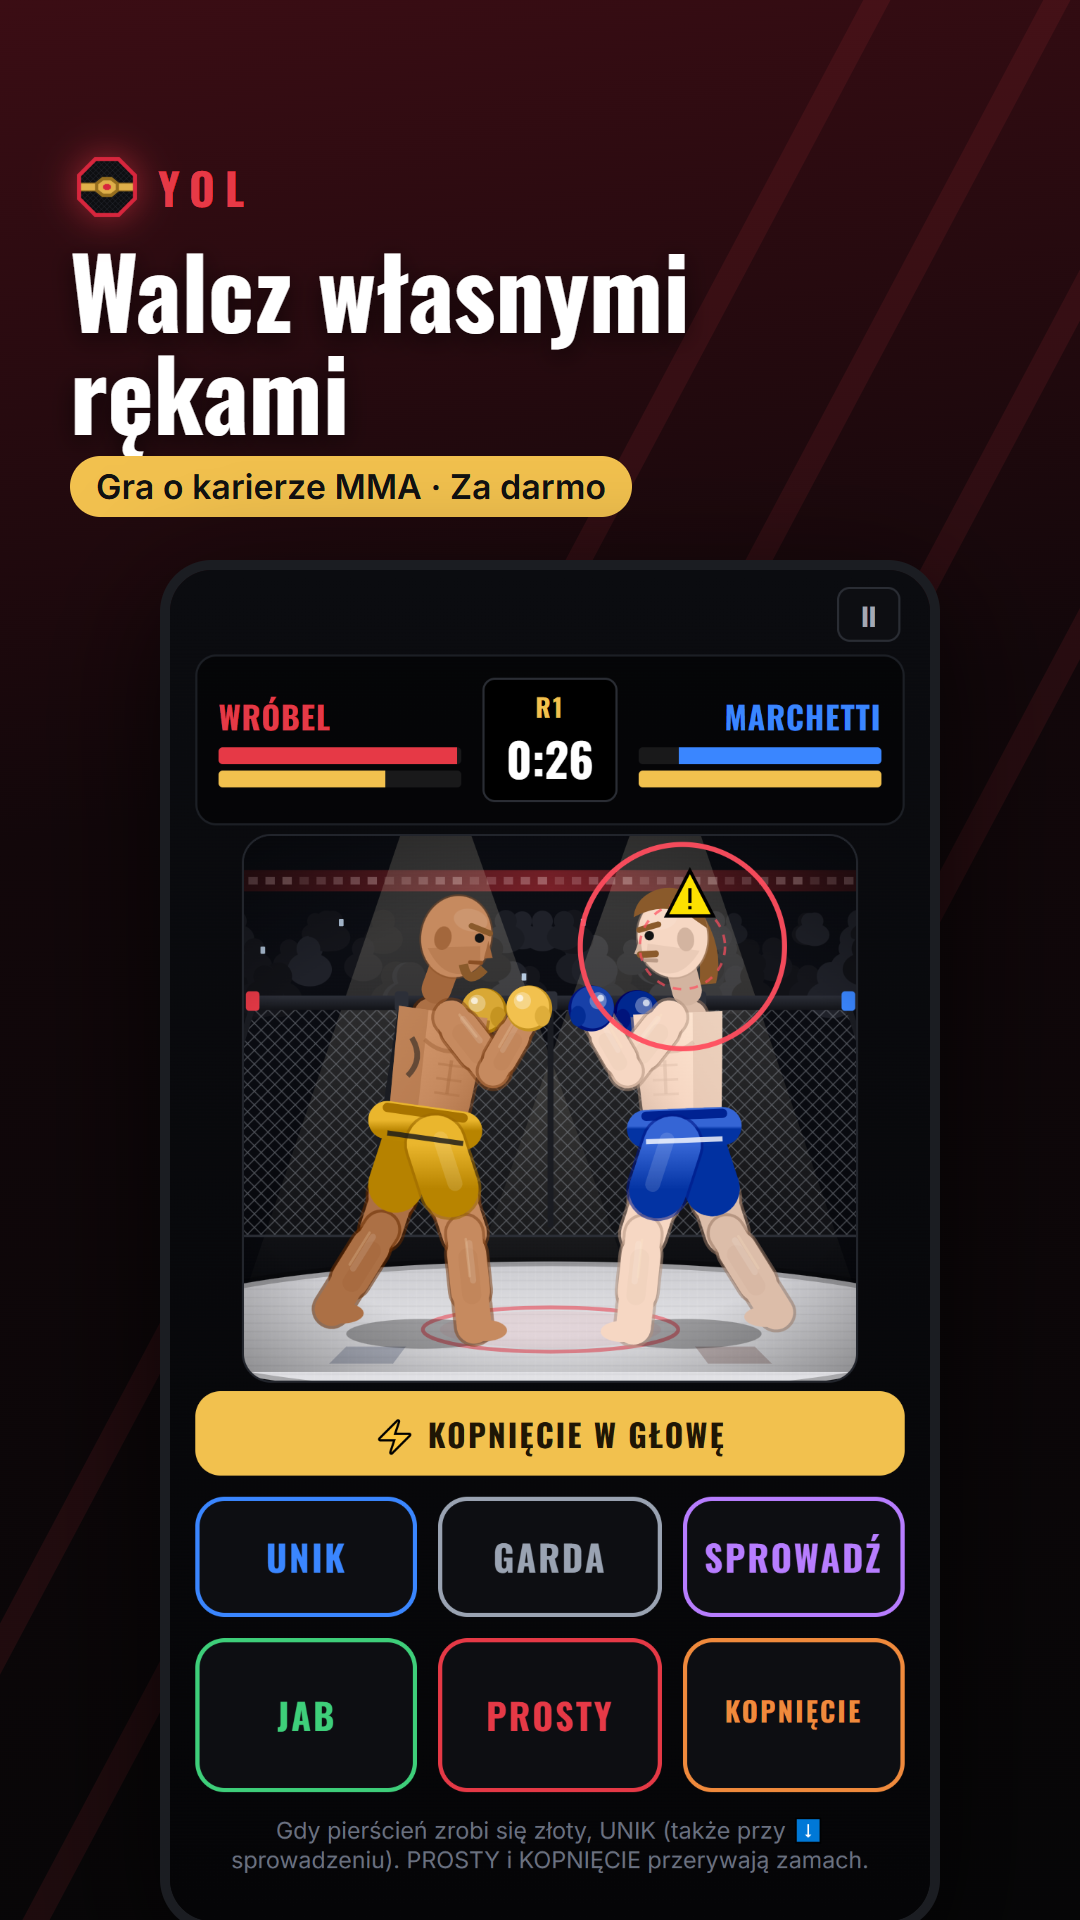 YOL
Walcz własnymi
rękami
Gra o karierze MMA · Za darmo
WRÓBEL
R1
0:26
MARCHETTI
KOPNIĘCIE W GŁOWĘ
UNIK
GARDA
SPROWADŹ
JAB
PROSTY
KOPNIĘCIE
Gdy pierścień zrobi się złoty, UNIK (także przy ⬇
sprowadzeniu). PROSTY i KOPNIĘCIE przerywają zamach.